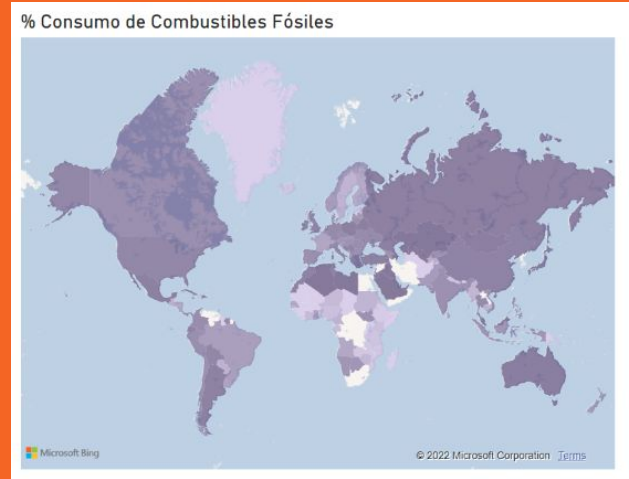 % Consumo de Combustibles Fósiles
Microsoft Bing
© 2022 Microsoft Corporation Terms